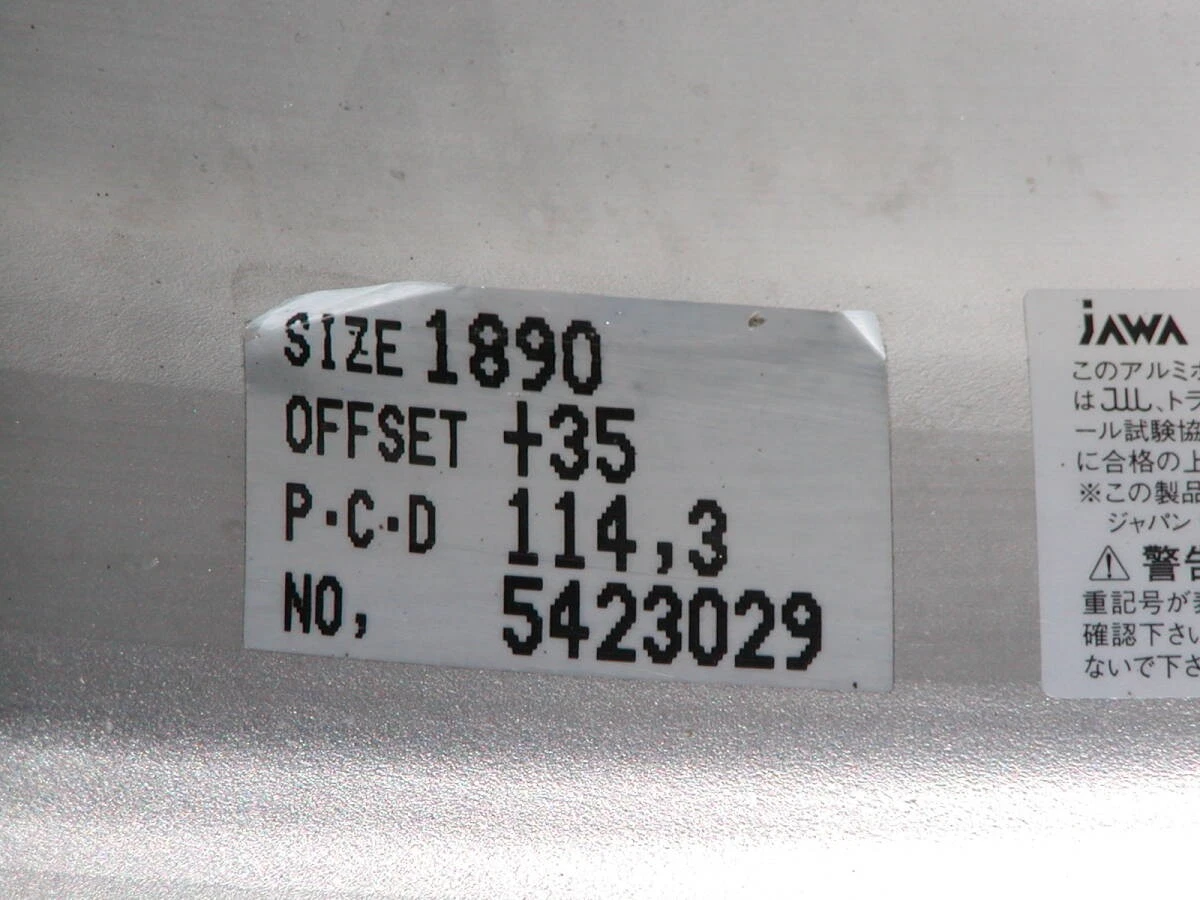 SIZE 1890
OFFSET +35
P·C·D 114,3
NO, 5423029
JAWA
このアルミホ
はJWL、トラ
ール試験協
に合格の上
※この製品
ジャパン
⚠ 警告
重記号が
確認下さい
ないで下さ